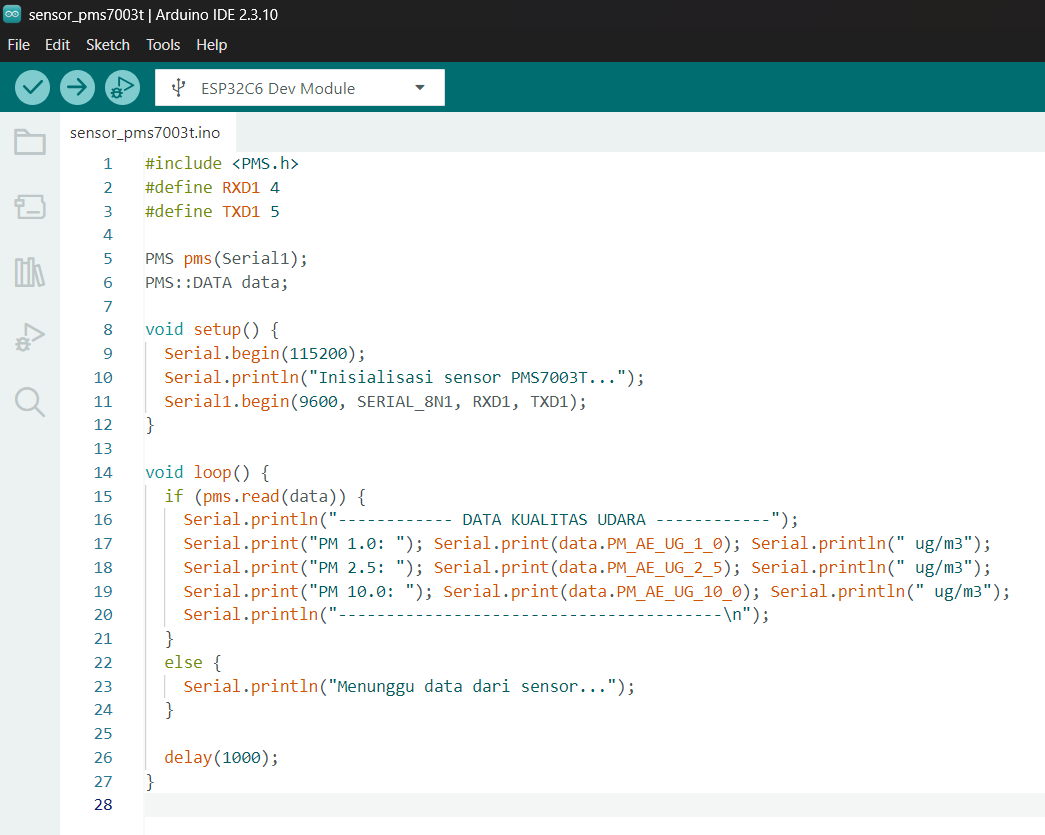 sensor_pms7003t | Arduino IDE 2.3.10
File Edit Sketch Tools Help
ESP32C6 Dev Module
sensor_pms7003t.ino
1 #include <PMS.h>
2 #define RXD1 4
3 #define TXD1 5
4
5 PMS pms(Serial1);
6 PMS::DATA data;
7
8 void setup() {
9   Serial.begin(115200);
10   Serial.println("Inisialisasi sensor PMS7003T...");
11   Serial1.begin(9600, SERIAL_8N1, RXD1, TXD1);
12 }
13
14 void loop() {
15   if (pms.read(data)) {
16     Serial.println("------------ DATA KUALITAS UDARA ------------");
17     Serial.print("PM 1.0: "); Serial.print(data.PM_AE_UG_1_0); Serial.println(" ug/m3");
18     Serial.print("PM 2.5: "); Serial.print(data.PM_AE_UG_2_5); Serial.println(" ug/m3");
19     Serial.print("PM 10.0: "); Serial.print(data.PM_AE_UG_10_0); Serial.println(" ug/m3");
20     Serial.println("----------------------------------------\n");
21   }
22   else {
23     Serial.println("Menunggu data dari sensor...");
24   }
25
26   delay(1000);
27 }
28